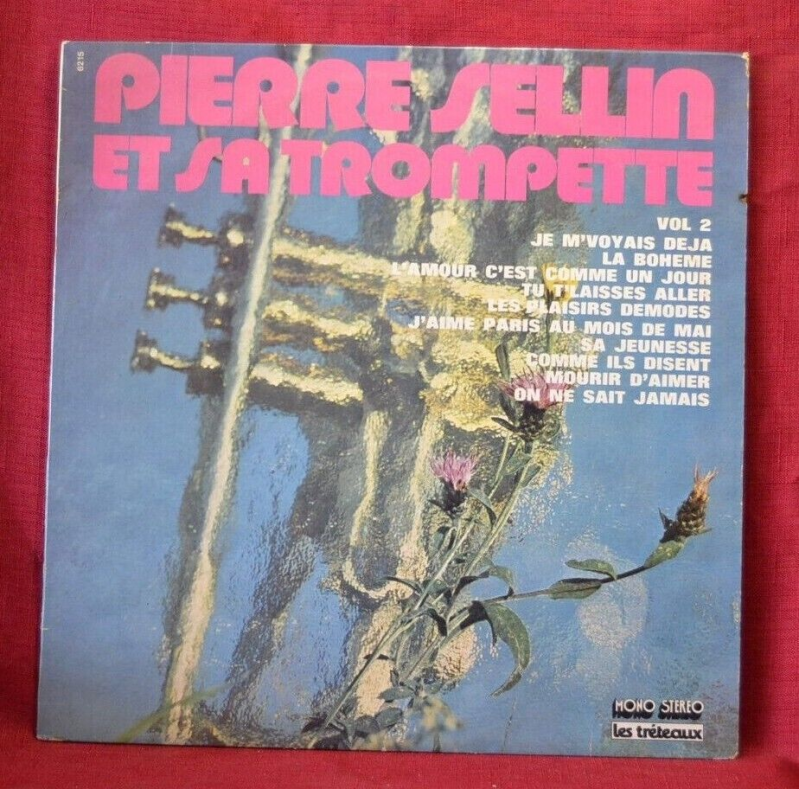 6215
PIERRE SELLIN
ET SA TROMPETTE
VOL 2
JE M'VOYAIS DEJA
LA BOHEME
L'AMOUR C'EST COMME UN JOUR
TU T'LAISSES ALLER
LES PLAISIRS DEMODES
J'AIME PARIS AU MOIS DE MAI
SA JEUNESSE
COMME ILS DISENT
MOURIR D'AIMER
ON NE SAIT JAMAIS
MONO STEREO
les tréteaux